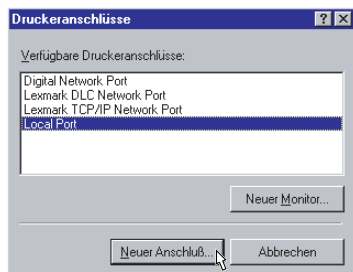 Druckeranschlüsse
Verfügbare Druckeranschlüsse:
Digital Network Port
Lexmark DLC Network Port
Lexmark TCP/IP Network Port
Local Port
Neuer Monitor...
Neuer Anschluß...
Abbrechen